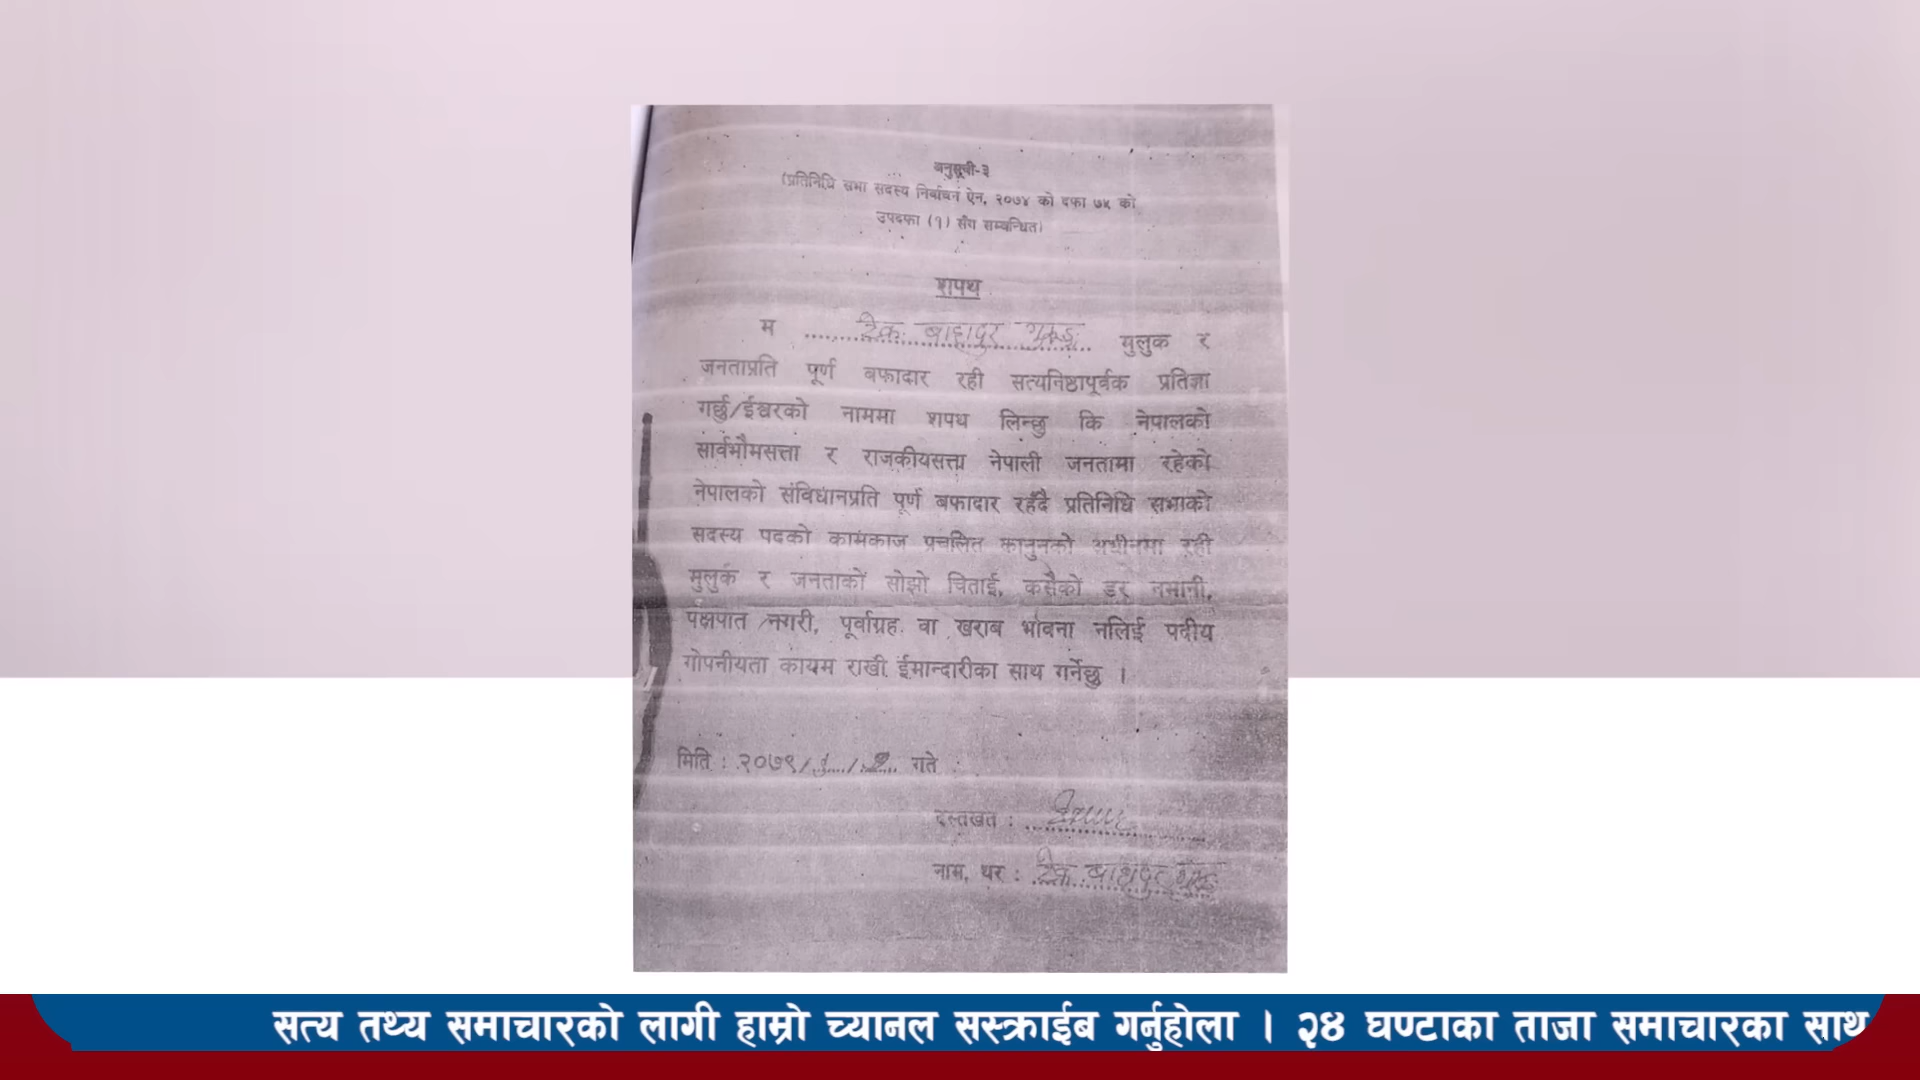 अनुसूची-३
(प्रतिनिधि सभा सदस्य निर्वाचन ऐन, २०७४ को दफा ७५ को
उपदफा (१) सँग सम्बन्धित)
शपथ
म टेक बाहादुर गुरुङ मुलुक र
जनताप्रति पूर्ण बफादार रही सत्यनिष्ठापूर्वक प्रतिज्ञा
गर्छु/ईश्वरको नाममा शपथ लिन्छु कि नेपालको
सार्वभौमसत्ता र राजकीयसत्ता नेपाली जनतामा रहेको
नेपालको संविधानप्रति पूर्ण बफादार रहँदै प्रतिनिधि सभाको
सदस्य पदको कामकाज प्रचलित कानुनको अधीनमा रही
मुलुक र जनताको सोझो चिताई, कसैको डर नमानी,
पक्षपात नगरी, पूर्वाग्रह वा खराब भावना नलिई पदीय
गोपनीयता कायम राखी ईमान्दारीका साथ गर्नेछु ।
मिति : २०७९/ / गते
दस्तखत :
नाम, थर : टेक बाहादुर गुरुङ
सत्य तथ्य समाचारको लागी हाम्रो च्यानल सस्क्राईब गर्नुहोला । २४ घण्टाका ताजा समाचारका साथ